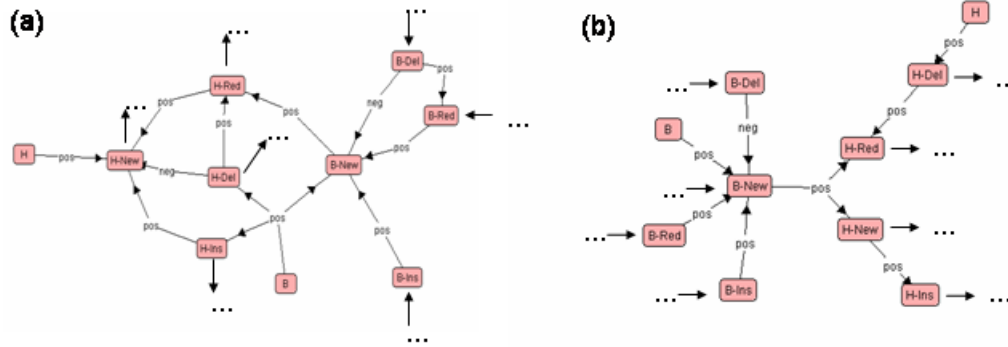 (a)
...
...
B-Del
H-Red
pos
pos
neg
B-Red
...
...
pos
pos
pos
...
H
pos
H-New
neg
H-Del
B-New
pos
pos
pos
H-Ins
B
B-Ins
...
...
(b)
H
pos
...
B-Del
H-Del
...
B
neg
pos
pos
H-Red
...
...
B-New
pos
...
B-Red
pos
H-New
...
pos
pos
...
B-Ins
H-Ins
...